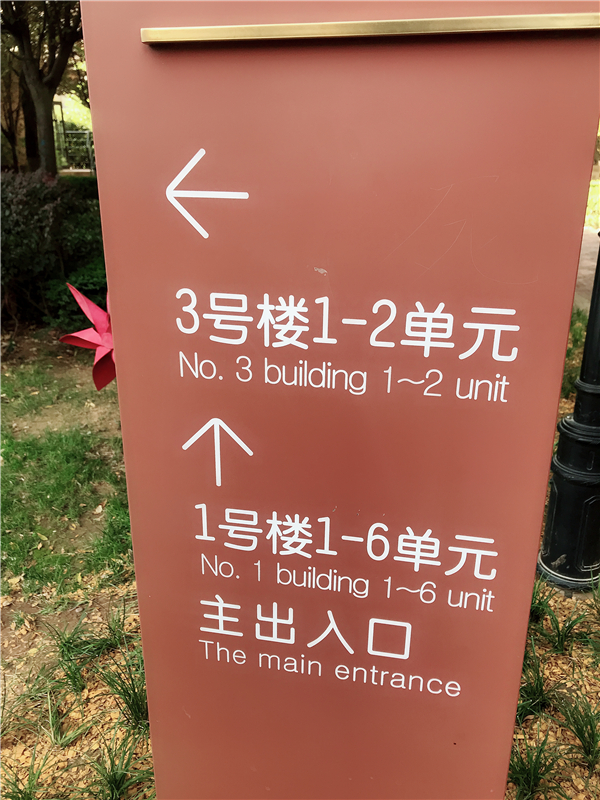 3号楼1-2单元
No. 3 building 1~2 unit
1号楼1-6单元
No. 1 building 1~6 unit
主出入口
The main entrance